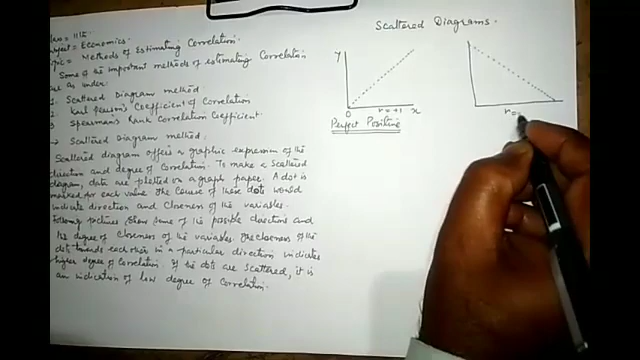 11th
= Economics
= Methods of Estimating Correlation.
Some of the important methods of estimating Correlation
as under:
1. Scattered Diagram method
2. Karl Pearson's Coefficient of Correlation
3 Spearman's Rank Correlation Coefficient
→ Scattered Diagram method.
Scattered diagram offers a graphic expression of the
direction and degree of Correlation. To make a Scattered
diagram, data are plotted on a graph paper. A dot is
marked for each value. The Course of these dots would
indicate direction and closeness of the variables.
Following pictures show some of the possible directions and
the degree of closeness of the variables. The closeness of the
dots towards each other in a particular direction indicates
higher degree of Correlation. If the dots are scattered, it is
an indication of low degree of Correlation.
Scattered Diagrams.
y
0 r = +1 x
Perfect Positive
r =